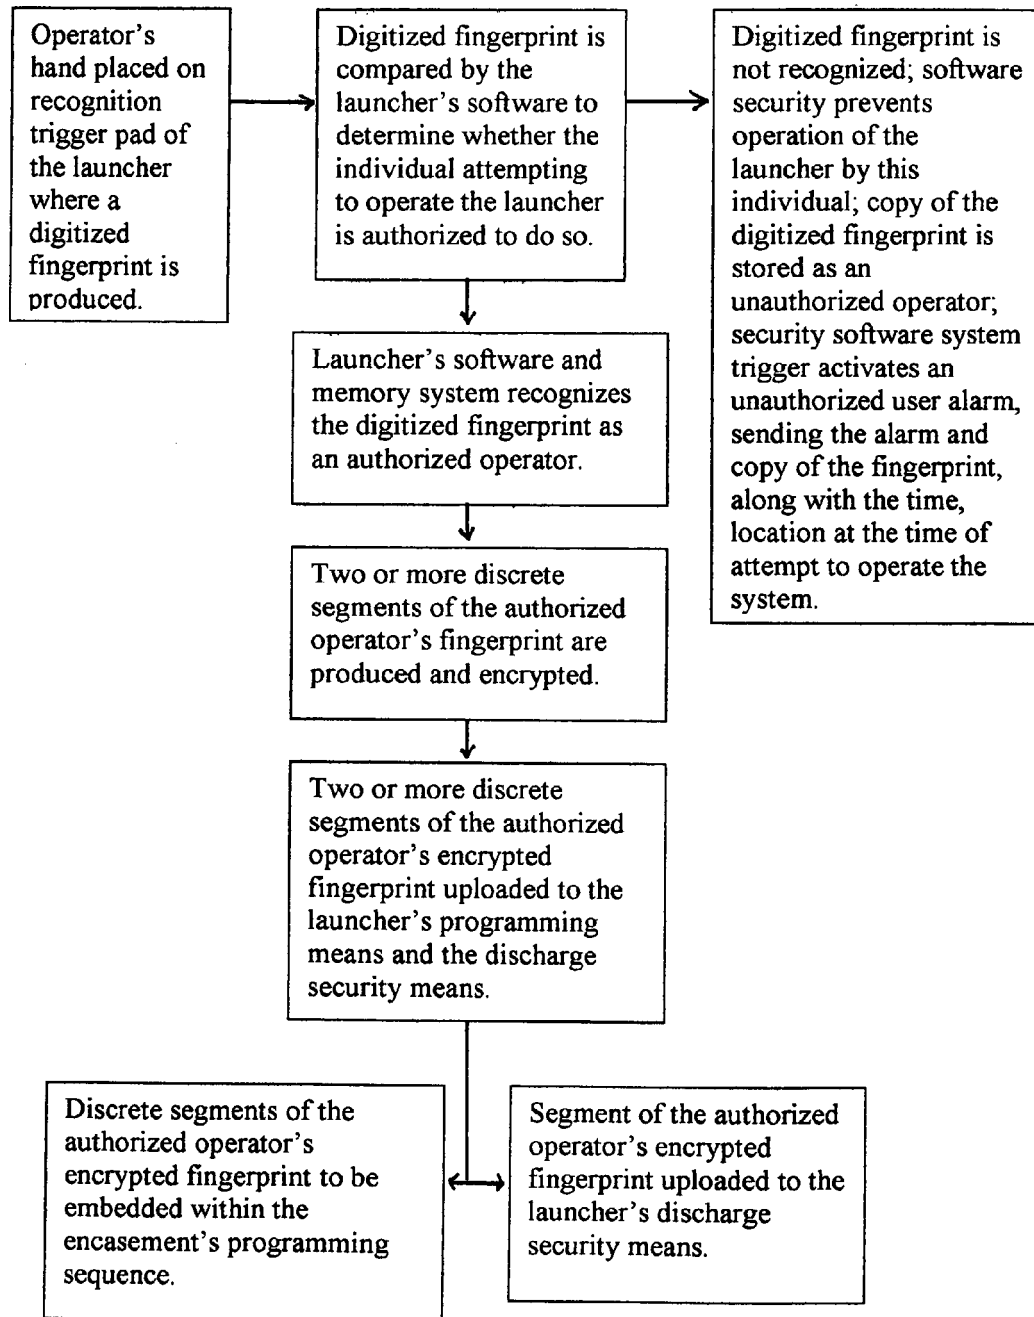 Operator's
hand placed on
recognition
trigger pad of
the launcher
where a
digitized
fingerprint is
produced.
Digitized fingerprint is
compared by the
launcher's software to
determine whether the
individual attempting
to operate the launcher
is authorized to do so.
Digitized fingerprint is
not recognized; software
security prevents
operation of the
launcher by this
individual; copy of the
digitized fingerprint is
stored as an
unauthorized operator;
security software system
trigger activates an
unauthorized user alarm,
sending the alarm and
copy of the fingerprint,
along with the time,
location at the time of
attempt to operate the
system.
Launcher's software and
memory system recognizes
the digitized fingerprint as
an authorized operator.
Two or more discrete
segments of the authorized
operator's fingerprint are
produced and encrypted.
Two or more discrete
segments of the authorized
operator's encrypted
fingerprint uploaded to the
launcher's programming
means and the discharge
security means.
Discrete segments of the
authorized operator's
encrypted fingerprint to be
embedded within the
encasement's programming
sequence.
Segment of the authorized
operator's encrypted
fingerprint uploaded to the
launcher's discharge
security means.